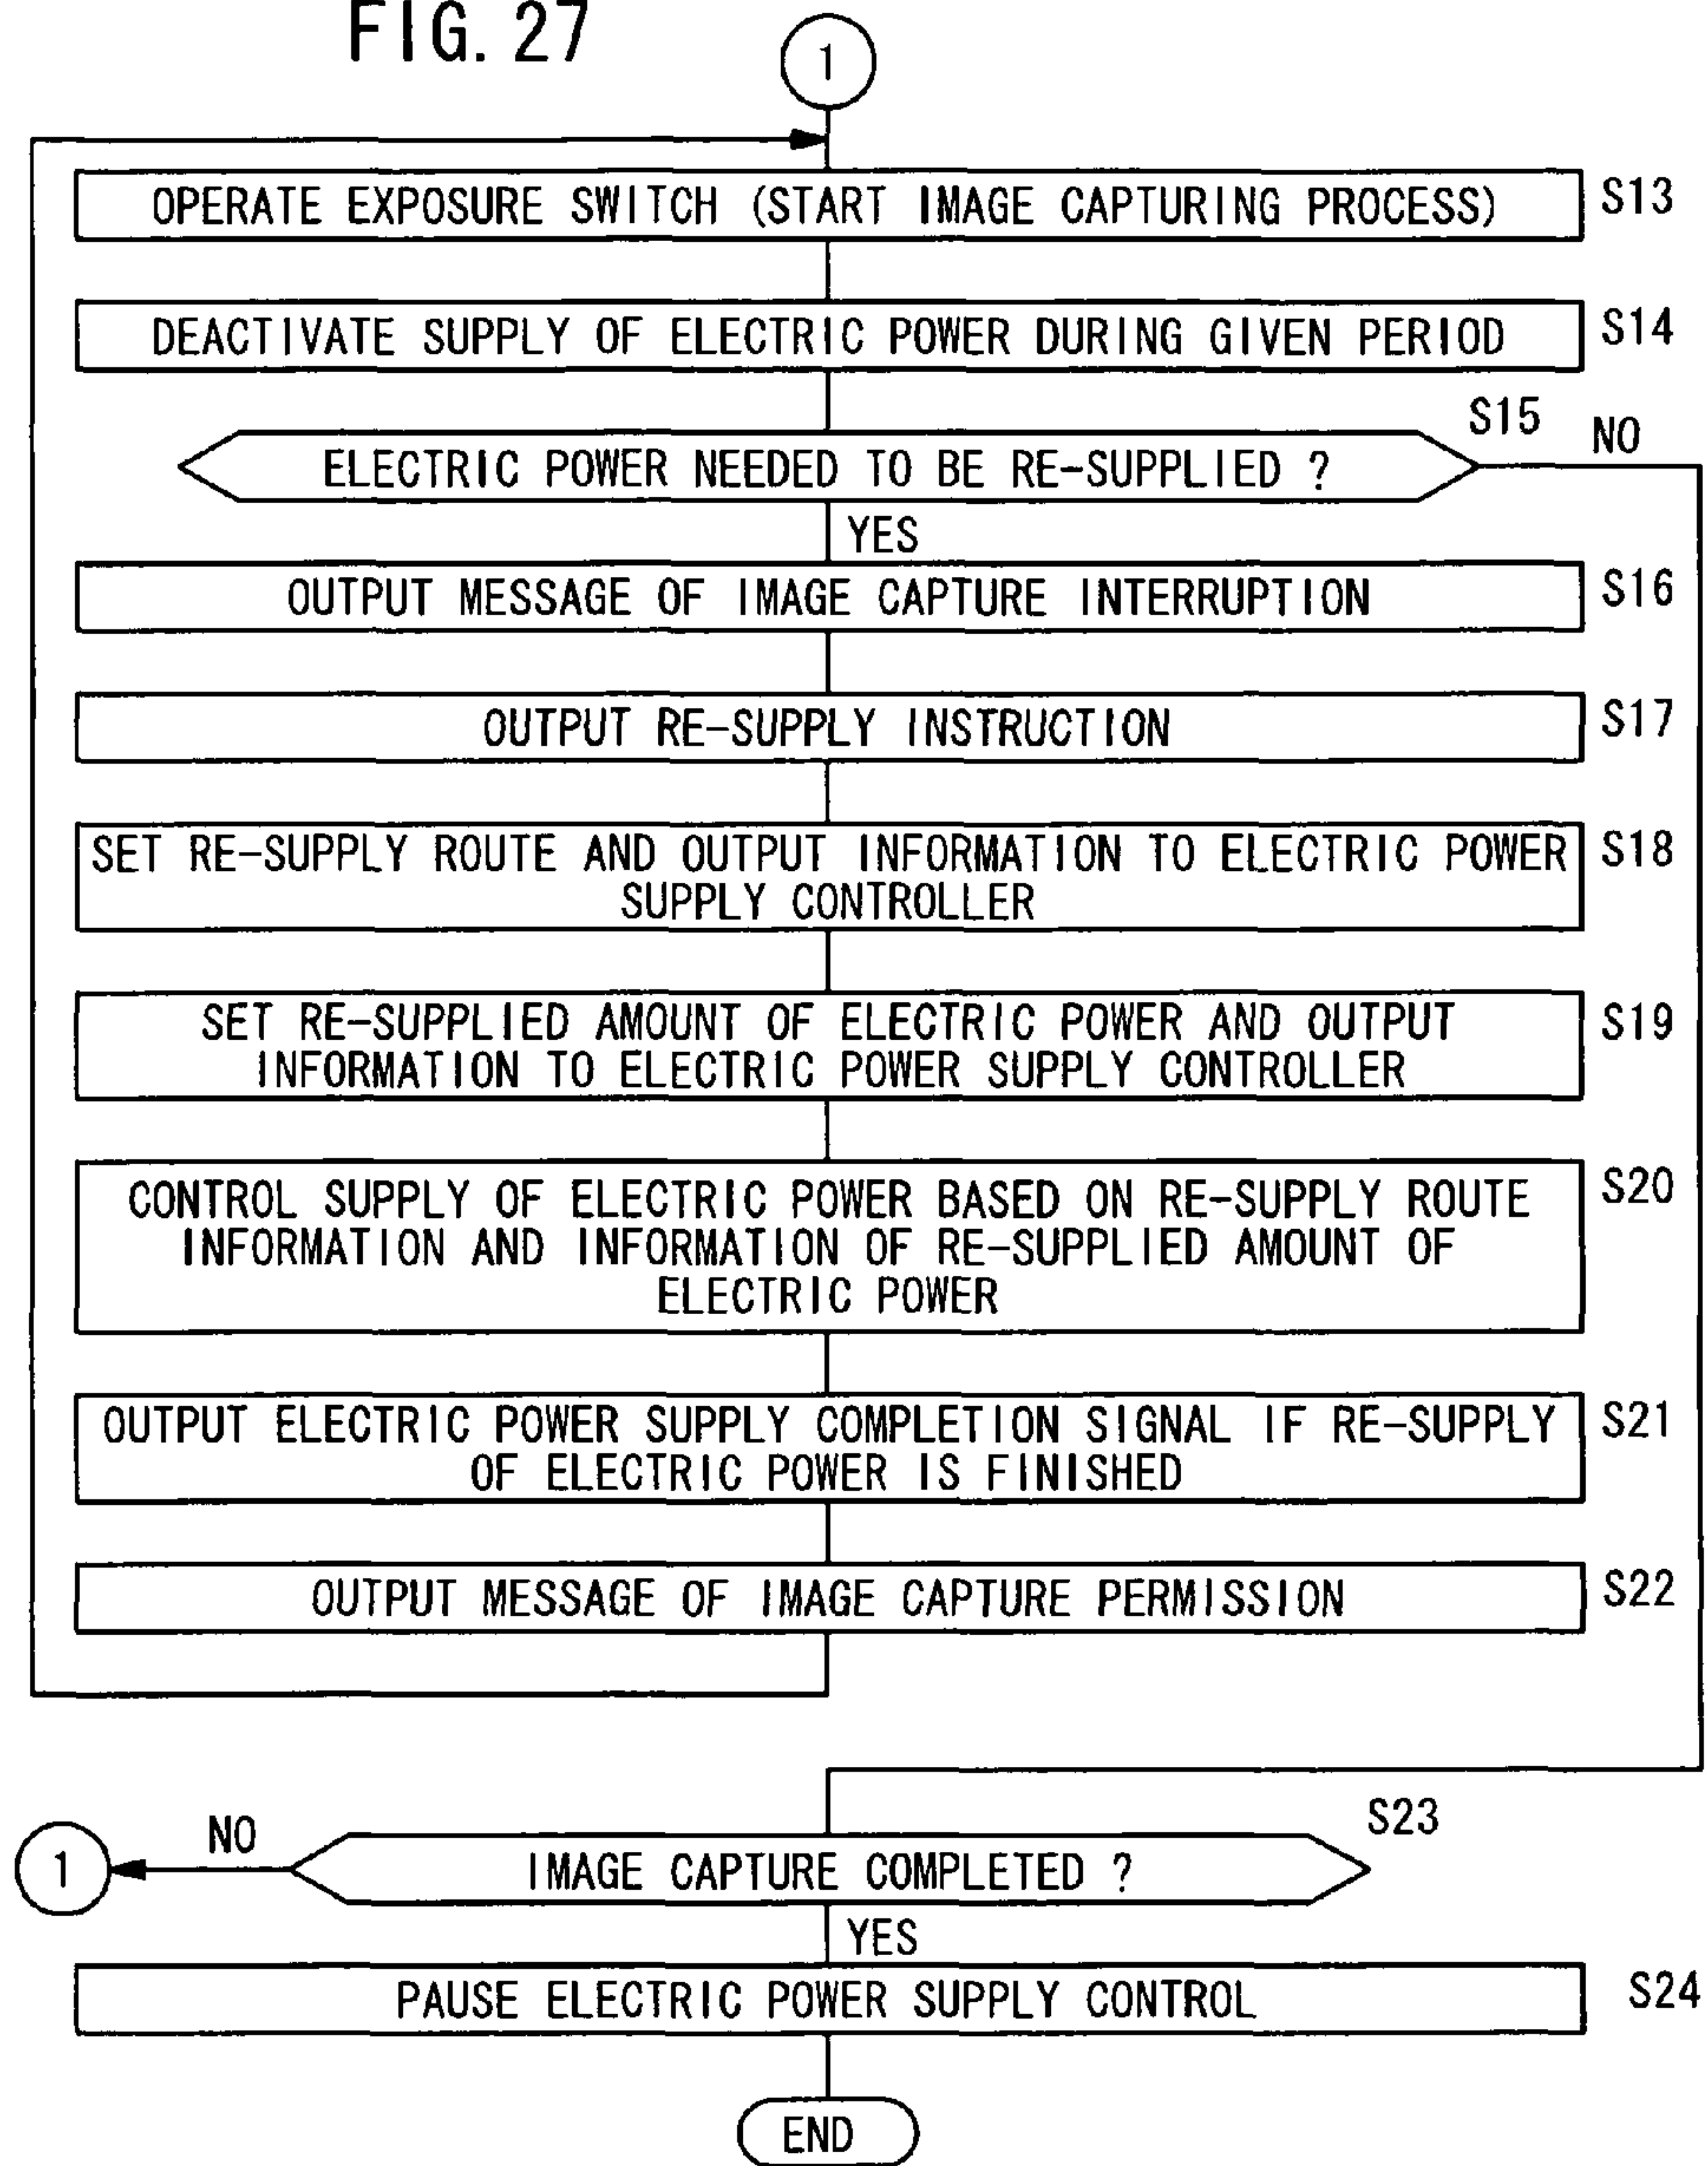 FIG. 27
1
OPERATE EXPOSURE SWITCH (START IMAGE CAPTURING PROCESS)
S13
DEACTIVATE SUPPLY OF ELECTRIC POWER DURING GIVEN PERIOD
S14
S15
NO
ELECTRIC POWER NEEDED TO BE RE-SUPPLIED ?
YES
OUTPUT MESSAGE OF IMAGE CAPTURE INTERRUPTION
S16
OUTPUT RE-SUPPLY INSTRUCTION
S17
SET RE-SUPPLY ROUTE AND OUTPUT INFORMATION TO ELECTRIC POWER
SUPPLY CONTROLLER
S18
SET RE-SUPPLIED AMOUNT OF ELECTRIC POWER AND OUTPUT
INFORMATION TO ELECTRIC POWER SUPPLY CONTROLLER
S19
CONTROL SUPPLY OF ELECTRIC POWER BASED ON RE-SUPPLY ROUTE
INFORMATION AND INFORMATION OF RE-SUPPLIED AMOUNT OF
ELECTRIC POWER
S20
OUTPUT ELECTRIC POWER SUPPLY COMPLETION SIGNAL IF RE-SUPPLY
OF ELECTRIC POWER IS FINISHED
S21
OUTPUT MESSAGE OF IMAGE CAPTURE PERMISSION
S22
S23
NO
1
IMAGE CAPTURE COMPLETED ?
YES
PAUSE ELECTRIC POWER SUPPLY CONTROL
S24
END